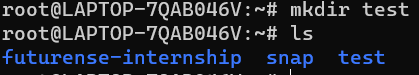 root@LAPTOP-7QAB046V:~# mkdir test
root@LAPTOP-7QAB046V:~# ls
futurense-internship  snap  test